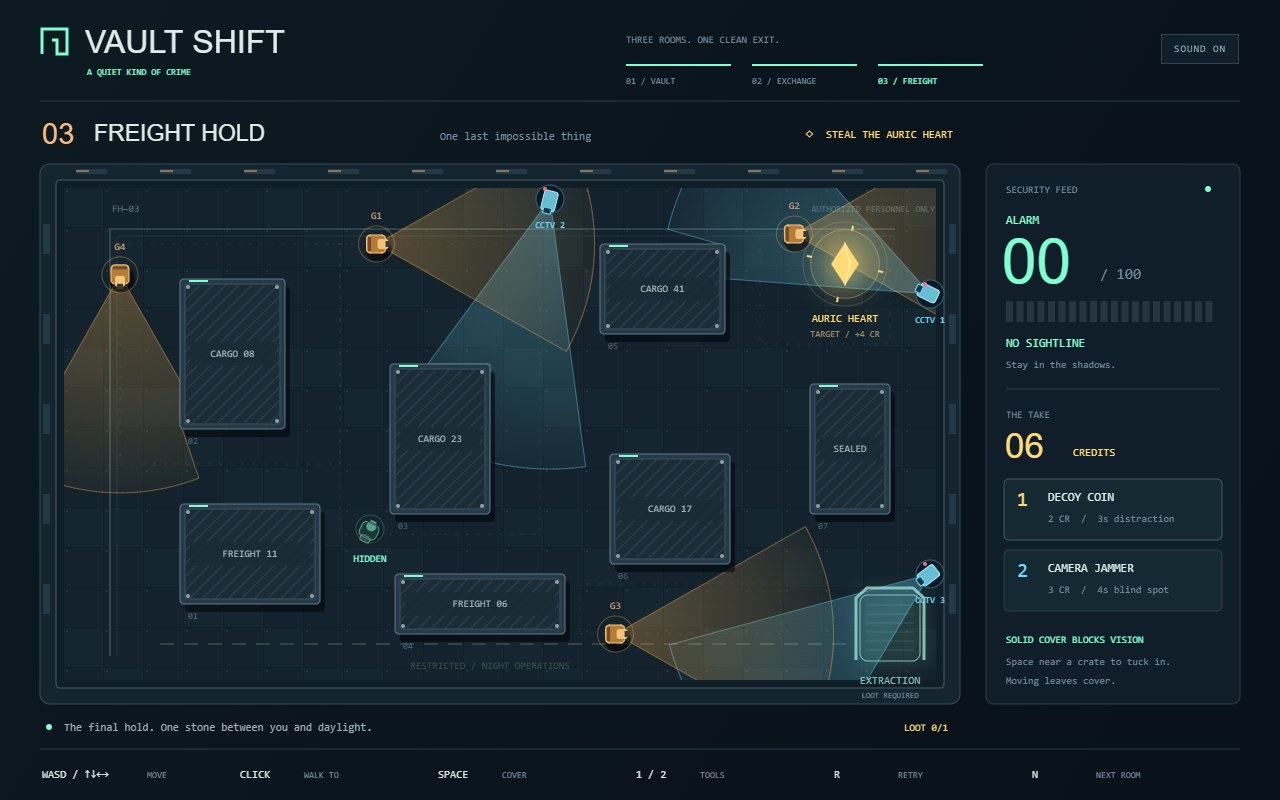 VAULT SHIFT
A QUIET KIND OF CRIME
THREE ROOMS. ONE CLEAN EXIT.
01 / VAULT
02 / EXCHANGE
03 / FREIGHT
SOUND ON
03 FREIGHT HOLD
One last impossible thing
◇ STEAL THE AURIC HEART
FH—03
AUTHORIZED PERSONNEL ONLY
G1
G2
G4
CCTV 2
CARGO 41
05
AURIC HEART
TARGET / +4 CR
CCTV 1
CARGO 08
02
CARGO 23
03
SEALED
07
CARGO 17
06
FREIGHT 11
01
HIDDEN
FREIGHT 06
04
G3
CCTV 3
RESTRICTED / NIGHT OPERATIONS
EXTRACTION
LOOT REQUIRED
SECURITY FEED
ALARM
00 / 100
NO SIGHTLINE
Stay in the shadows.
THE TAKE
06 CREDITS
1 DECOY COIN
2 CR / 3s distraction
2 CAMERA JAMMER
3 CR / 4s blind spot
SOLID COVER BLOCKS VISION
Space near a crate to tuck in.
Moving leaves cover.
The final hold. One stone between you and daylight.
LOOT 0/1
WASD / ↑↓←→ MOVE
CLICK WALK TO
SPACE COVER
1 / 2 TOOLS
R RETRY
N NEXT ROOM